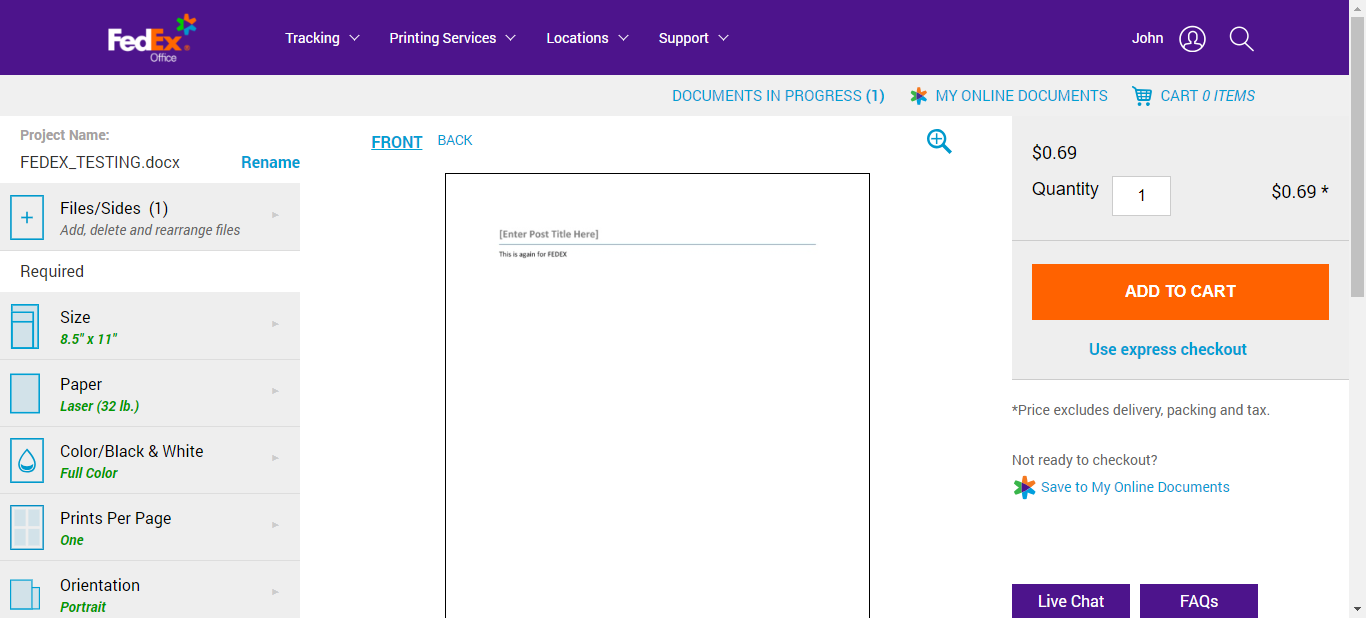 FedEx
Office
Tracking
Printing Services
Locations
Support
John
DOCUMENTS IN PROGRESS (1)
MY ONLINE DOCUMENTS
CART 0 ITEMS
Project Name:
FEDEX_TESTING.docx
Rename
Files/Sides (1)
Add, delete and rearrange files
Required
Size
8.5" x 11"
Paper
Laser (32 lb.)
Color/Black & White
Full Color
Prints Per Page
One
Orientation
Portrait
FRONT
BACK
[Enter Post Title Here]
This is again for FEDEX
$0.69
Quantity
1
$0.69 *
ADD TO CART
Use express checkout
*Price excludes delivery, packing and tax.
Not ready to checkout?
Save to My Online Documents
Live Chat
FAQs